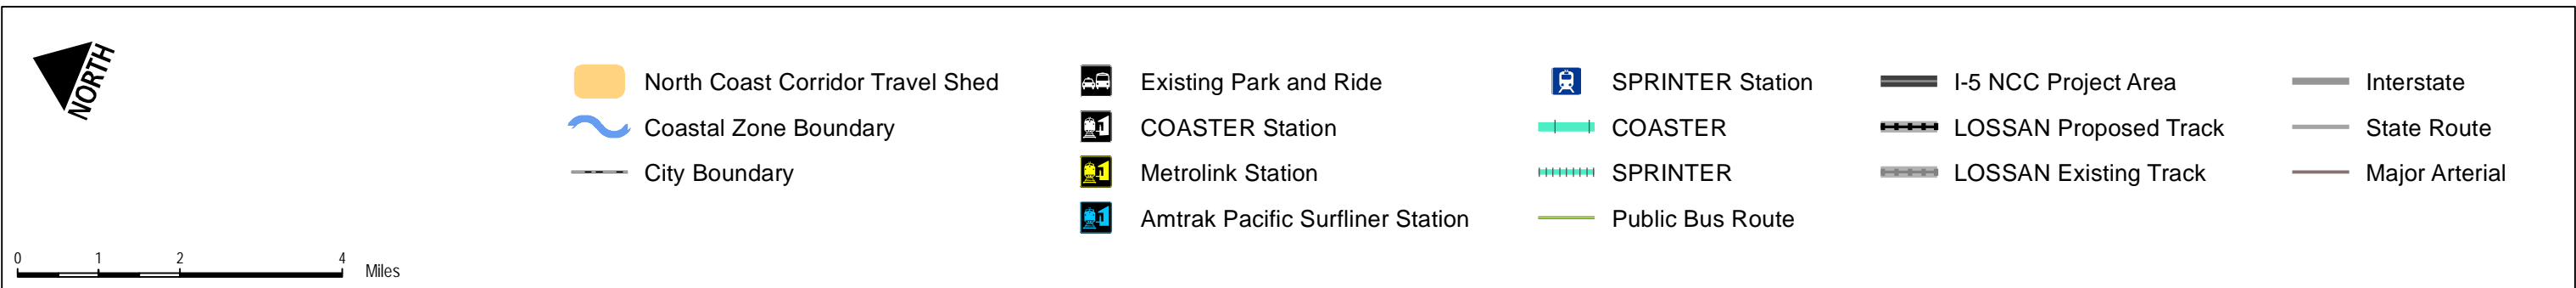 NORTH
0 1 2 4 Miles
North Coast Corridor Travel Shed
Coastal Zone Boundary
City Boundary
Existing Park and Ride
COASTER Station
Metrolink Station
Amtrak Pacific Surfliner Station
SPRINTER Station
COASTER
SPRINTER
Public Bus Route
I-5 NCC Project Area
LOSSAN Proposed Track
LOSSAN Existing Track
Interstate
State Route
Major Arterial